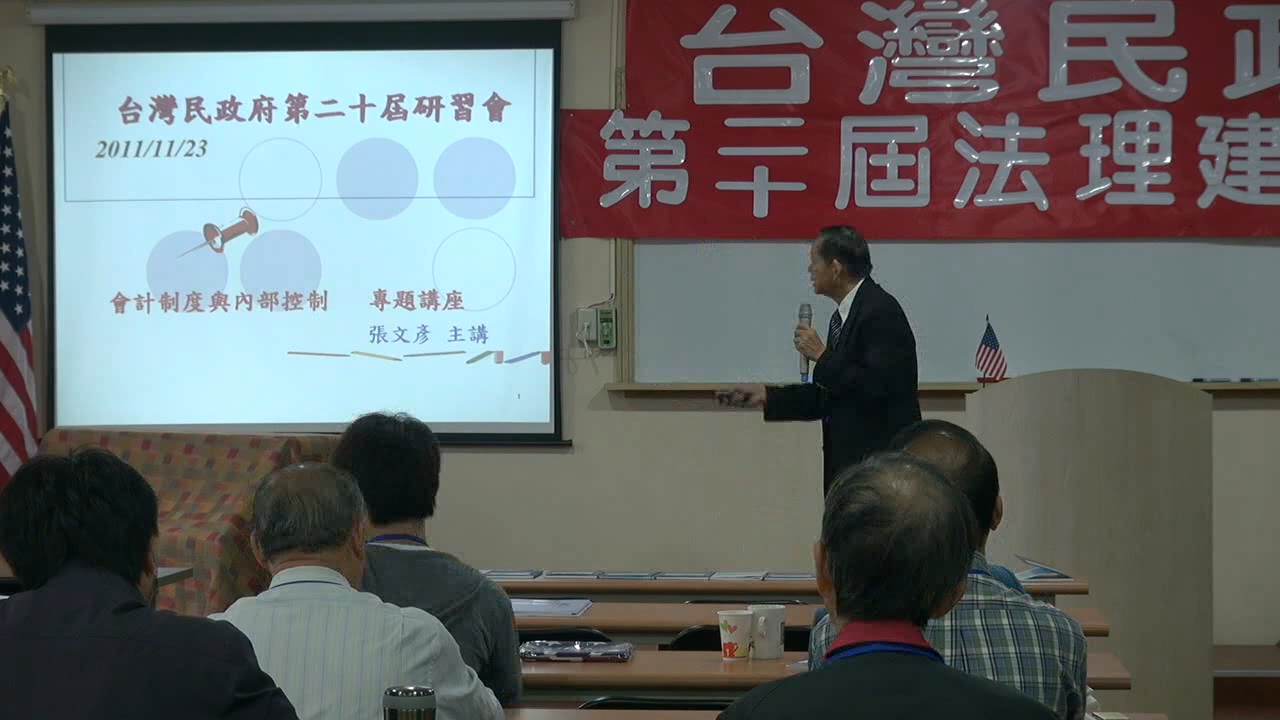 台灣民政府第二十屆研習會
2011/11/23
會計制度與內部控制 專題講座
張文彥 主講
1
台灣民政
第二十屆法理建